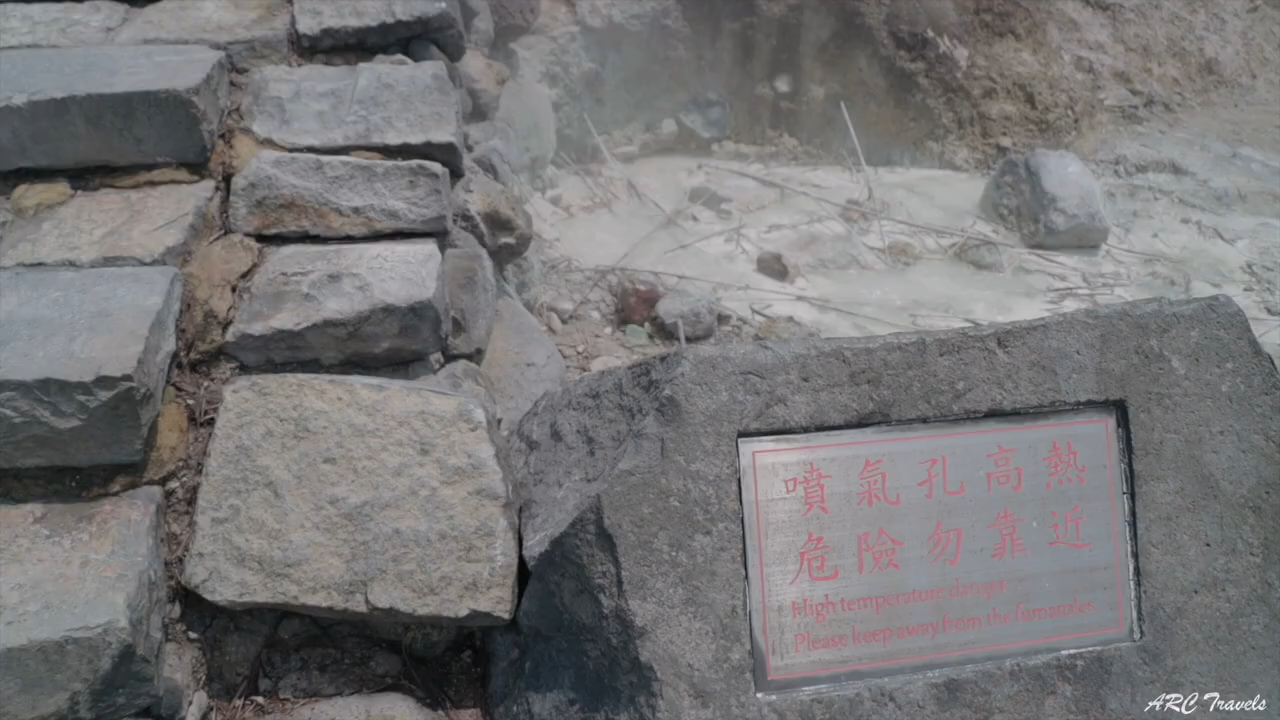 噴氣孔高熱
危險勿靠近
High temperature danger
Please keep away from the fumaroles
ARC Travels